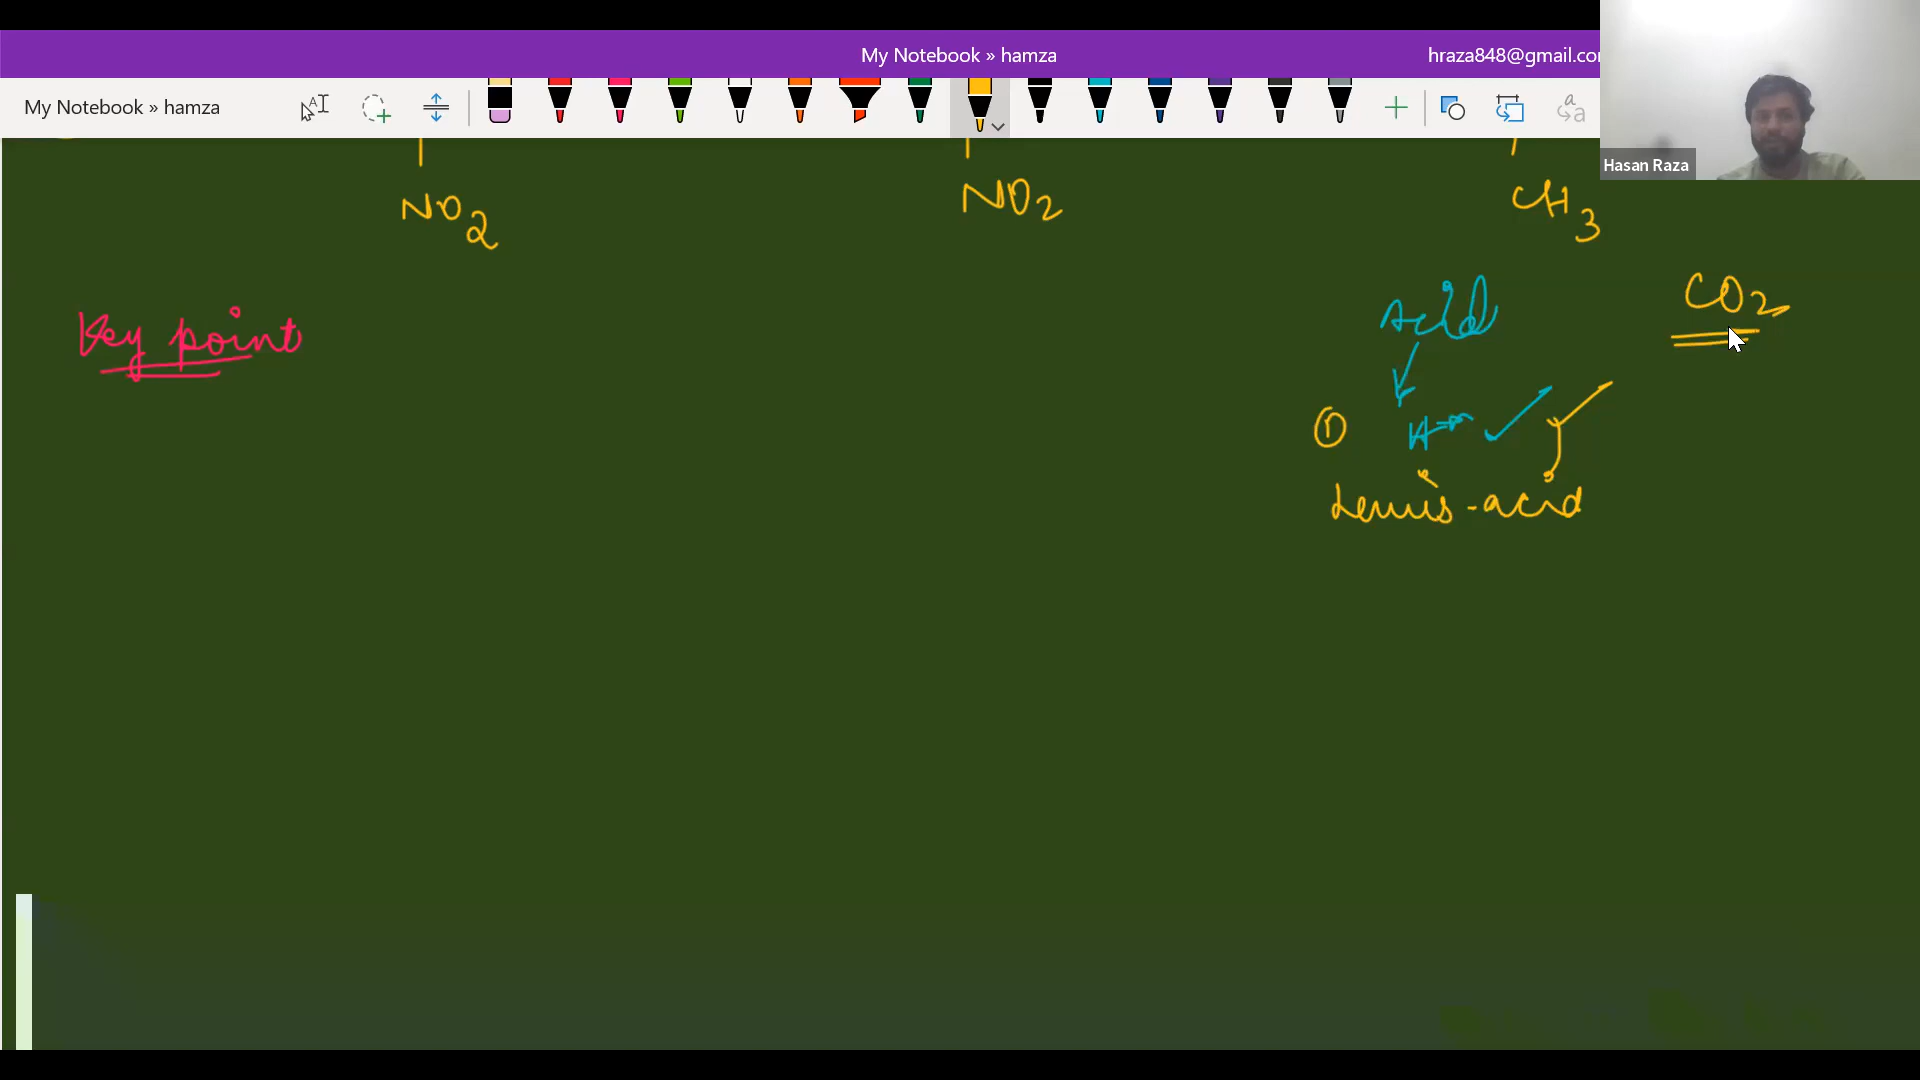 My Notebook » hamza
hraza848@gmail.co
My Notebook » hamza
Hasan Raza
NO2
NO2
CH3
Key point
Acid
CO2
①
Lewis-acid